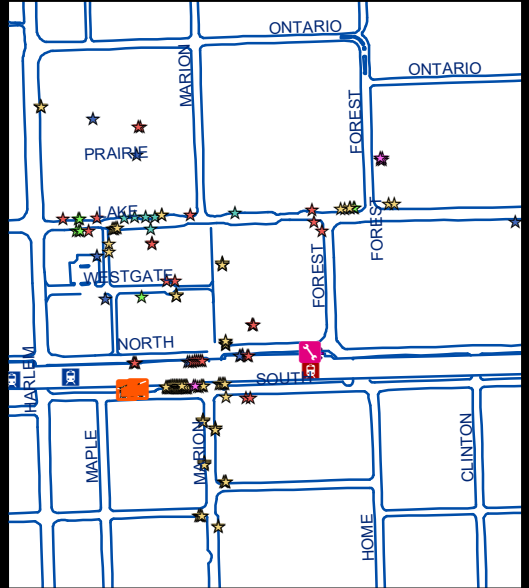 ONTARIO
ONTARIO
MARION
FOREST
PRAIRIE
LAKE
FOREST
FOREST
WESTGATE
NORTH
HARLEM
SOUTH
MAPLE
MARION
CLINTON
HOME